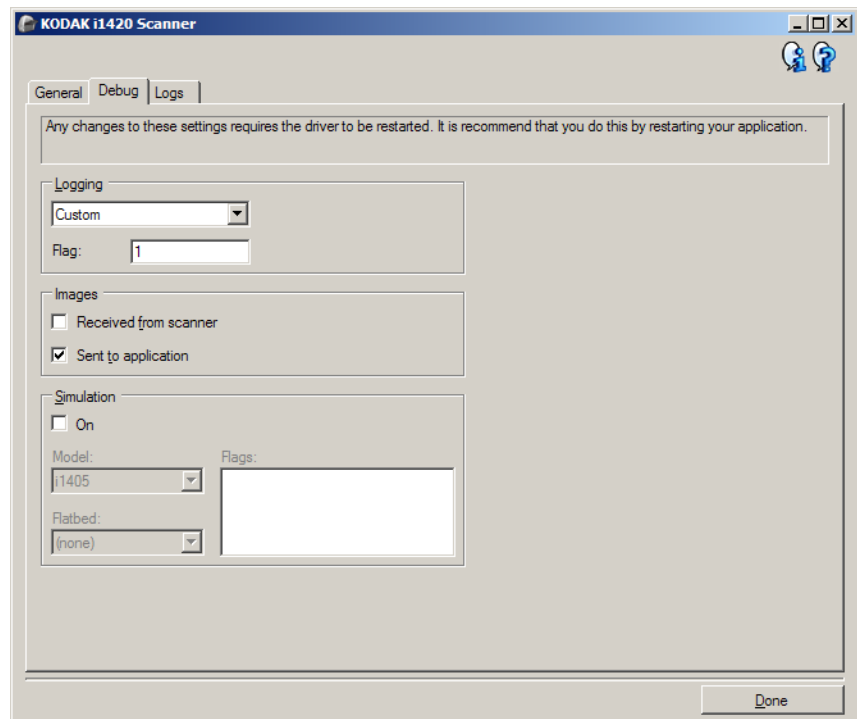 KODAK i1420 Scanner
General Debug Logs
Any changes to these settings requires the driver to be restarted. It is recommend that you do this by restarting your application.
Logging
Custom
Flag: 1
Images
Received from scanner
Sent to application
Simulation
On
Model: Flags:
i1405
Flatbed:
(none)
Done